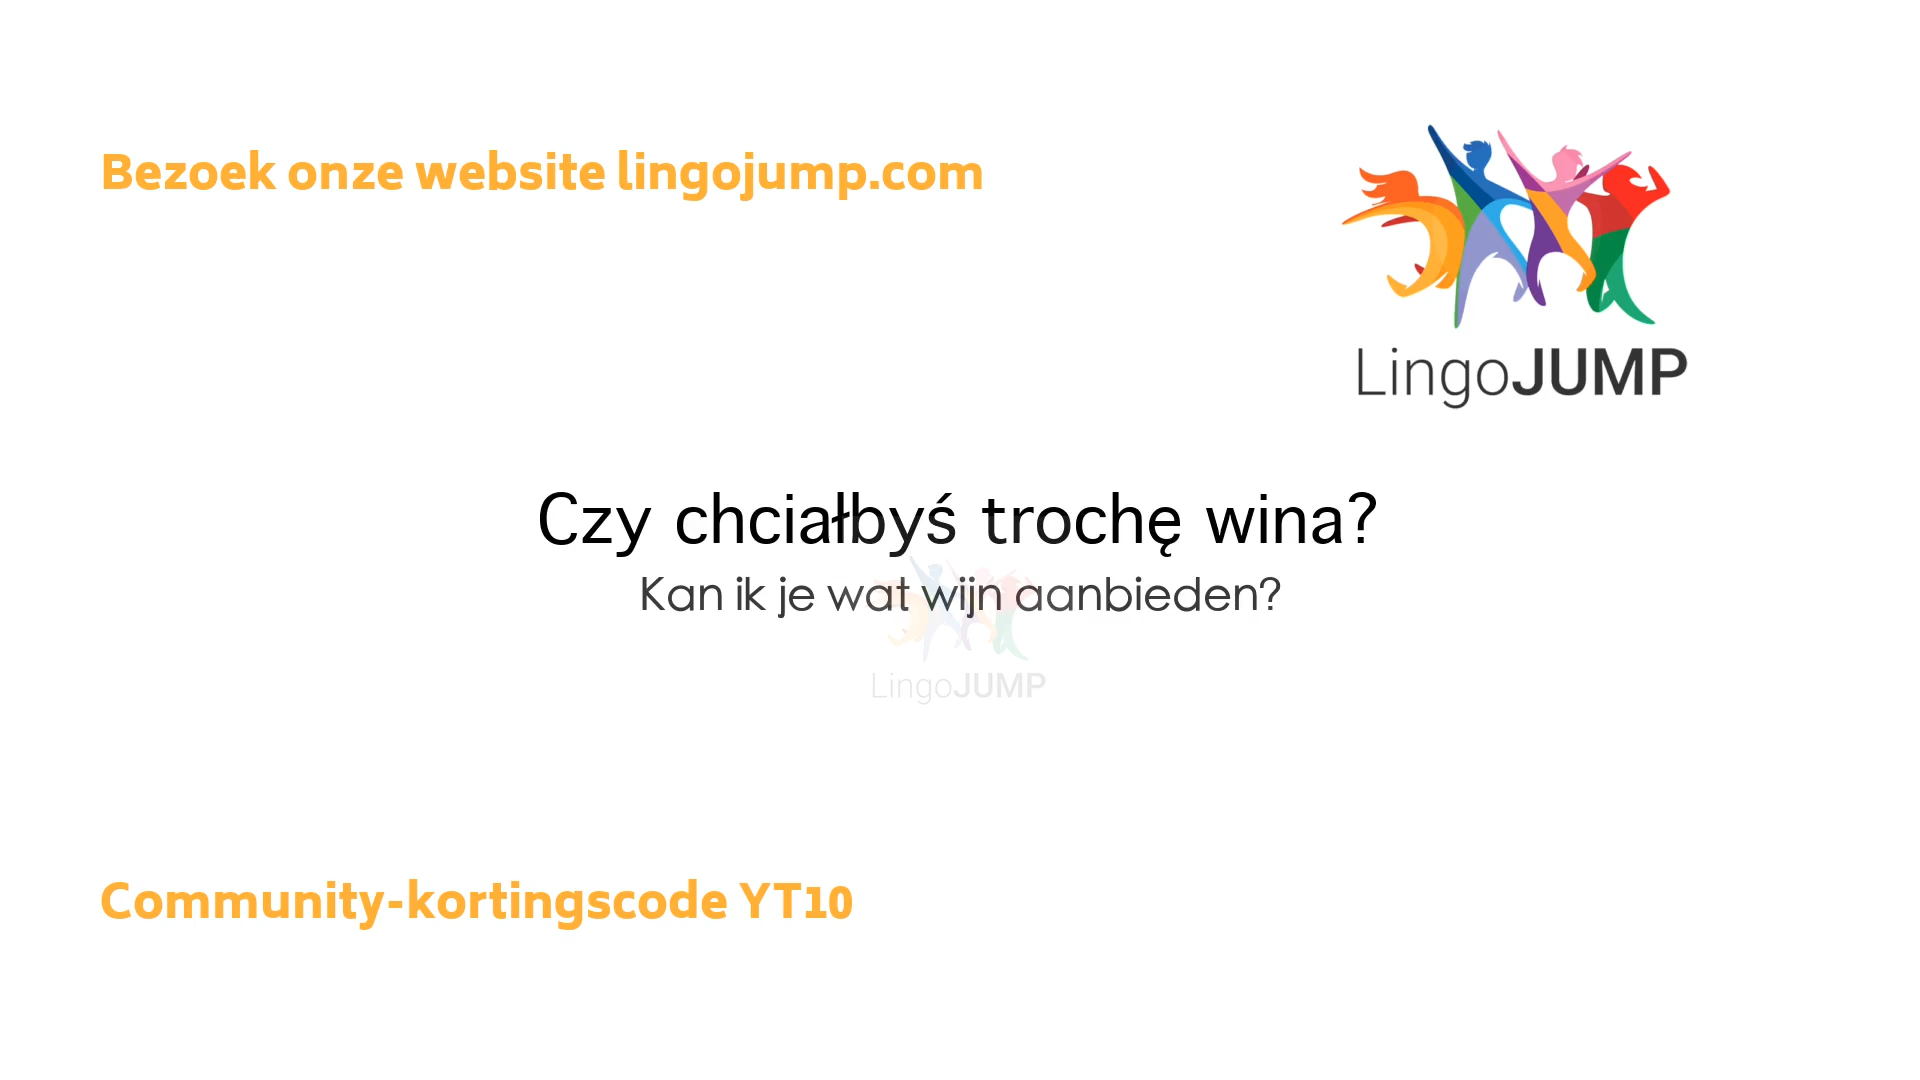 Bezoek onze website lingojump.com
LingoJUMP
Czy chciałbyś trochę wina?
Kan ik je wat wijn aanbieden?
LingoJUMP
Community-kortingscode YT10